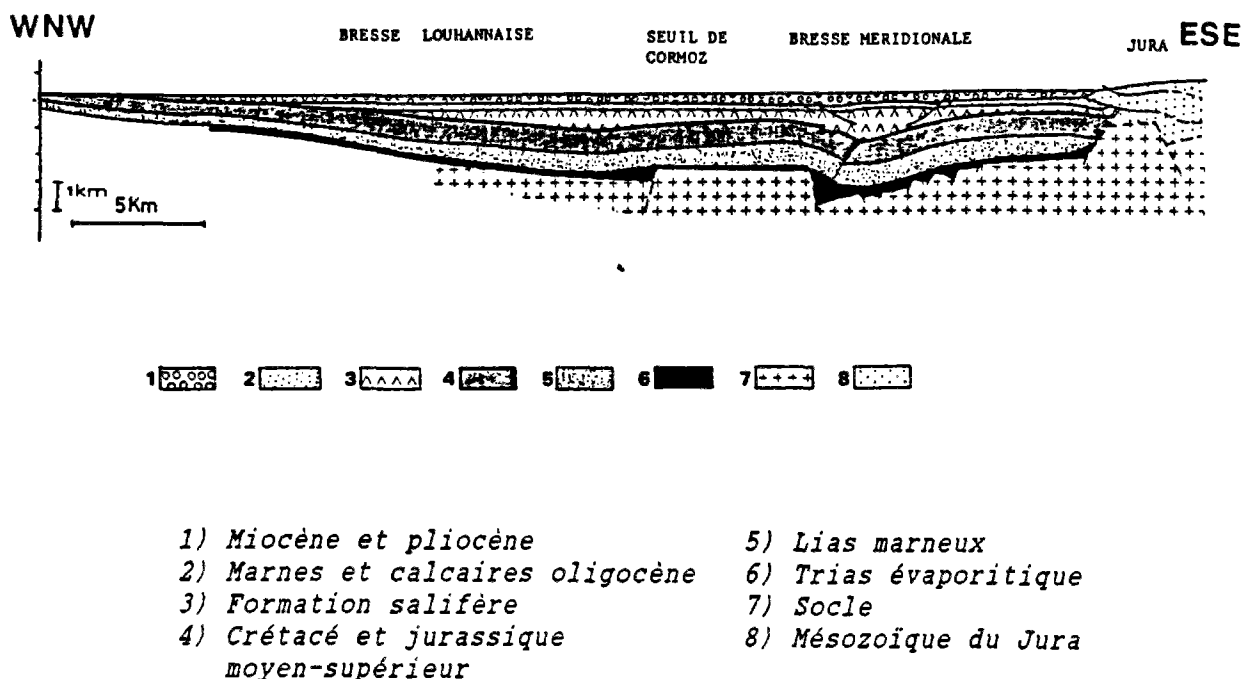 WNW
BRESSE LOUHANNAISE
SEUIL DE
CORMOZ
BRESSE MERIDIONALE
JURA ESE
1km
5Km
1 2 3 4 5 6 7 8
1) Miocène et pliocène
2) Marnes et calcaires oligocène
3) Formation salifère
4) Crétacé et jurassique
moyen-supérieur
5) Lias marneux
6) Trias évaporitique
7) Socle
8) Mésozoïque du Jura